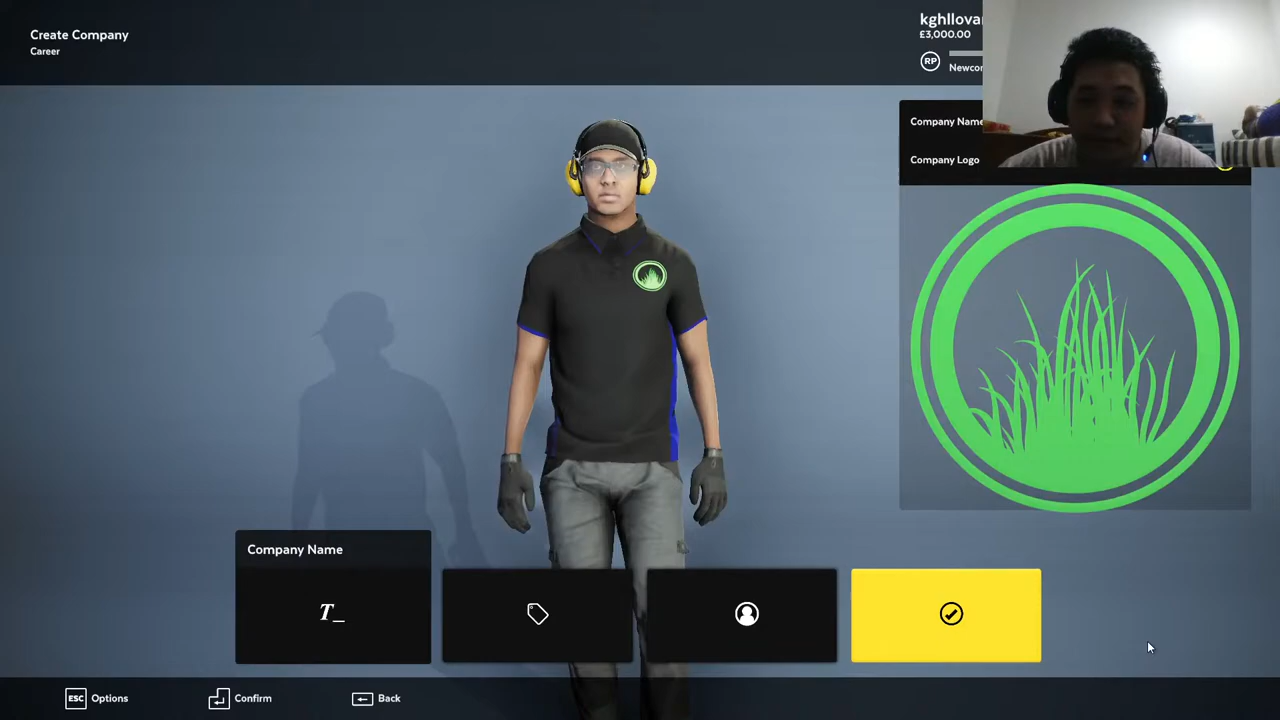 Create Company
Career
kghllova
£3,000.00
RP
Newcon
Company Name
Company Logo
Company Name
T_
ESC Options
Confirm
Back